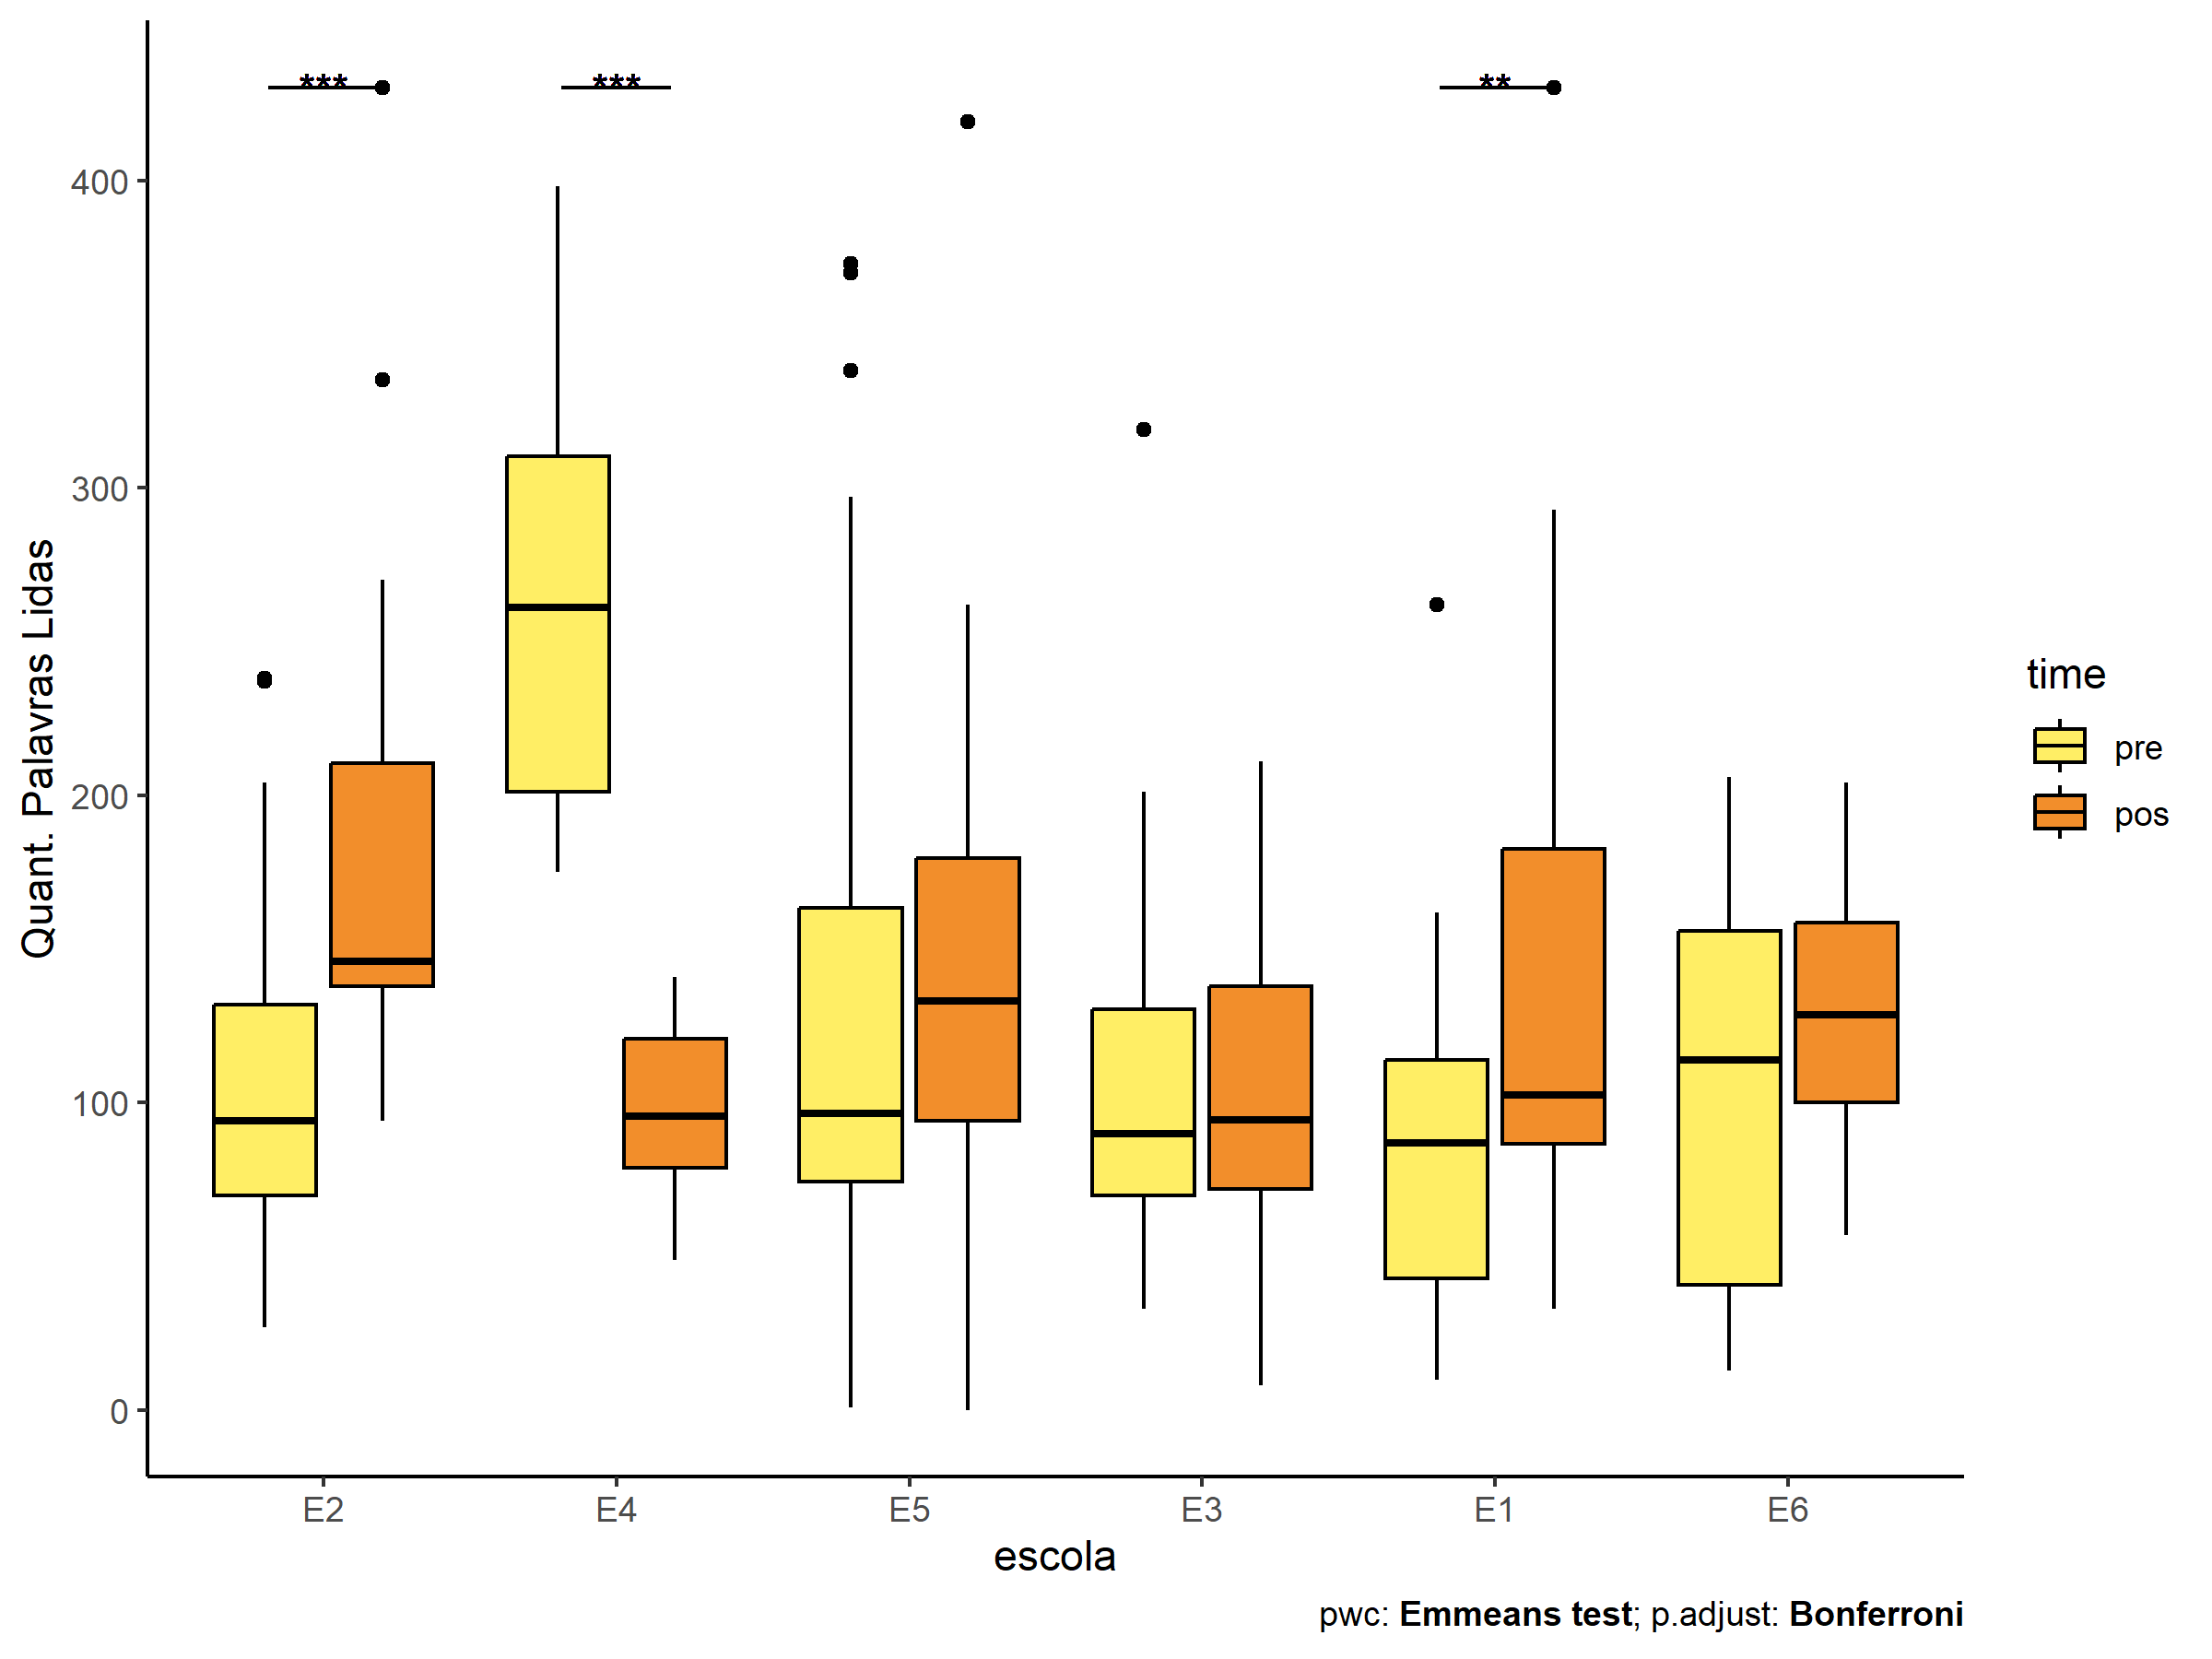 *** *** **
400
300
200
100
0
Quant. Palavras Lidas
E2 E4 E5 E3 E1 E6
escola
time
pre
pos
pwc: Emmeans test; p.adjust: Bonferroni